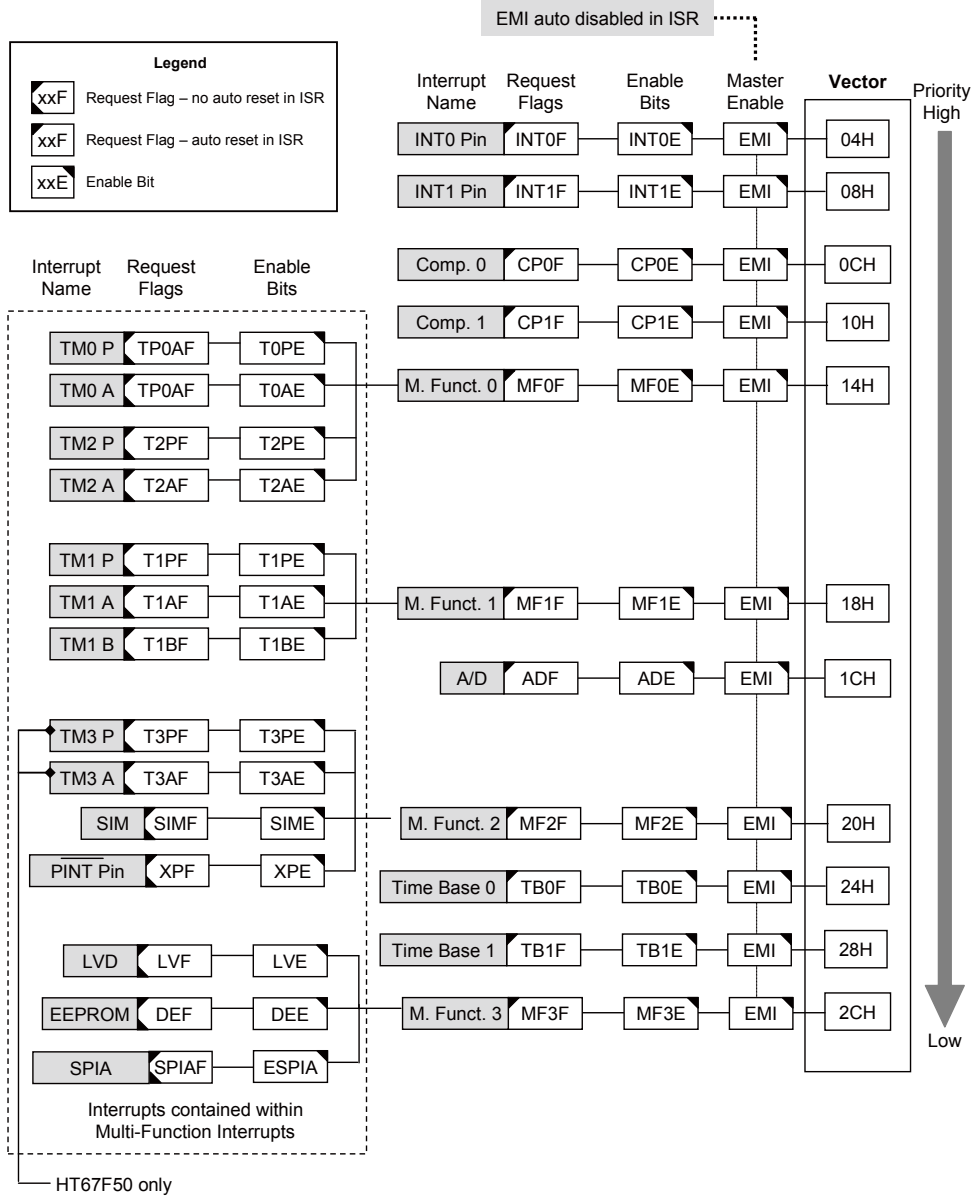 EMI auto disabled in ISR
Legend
xxF Request Flag – no auto reset in ISR
xxF Request Flag – auto reset in ISR
xxE Enable Bit
Interrupt Name Request Flags Enable Bits Master Enable Vector Priority High
INT0 Pin INT0F INT0E EMI 04H
INT1 Pin INT1F INT1E EMI 08H
Interrupt Name Request Flags Enable Bits
Comp. 0 CP0F CP0E EMI 0CH
Comp. 1 CP1F CP1E EMI 10H
TM0 P TP0AF T0PE
TM0 A TP0AF T0AE M. Funct. 0 MF0F MF0E EMI 14H
TM2 P T2PF T2PE
TM2 A T2AF T2AE
TM1 P T1PF T1PE
TM1 A T1AF T1AE M. Funct. 1 MF1F MF1E EMI 18H
TM1 B T1BF T1BE
A/D ADF ADE EMI 1CH
TM3 P T3PF T3PE
TM3 A T3AF T3AE
SIM SIMF SIME M. Funct. 2 MF2F MF2E EMI 20H
PINT Pin XPF XPE
Time Base 0 TB0F TB0E EMI 24H
Time Base 1 TB1F TB1E EMI 28H
LVD LVF LVE
EEPROM DEF DEE M. Funct. 3 MF3F MF3E EMI 2CH
Low
SPIA SPIAF ESPIA
Interrupts contained within
Multi-Function Interrupts
HT67F50 only